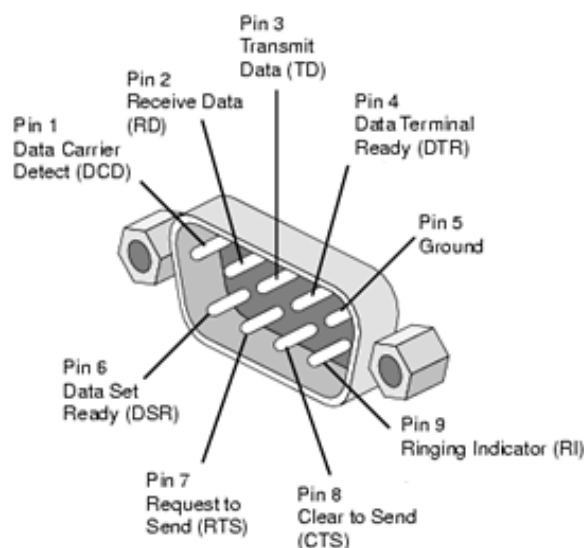 Pin 1
Data Carrier
Detect (DCD)
Pin 2
Receive Data
(RD)
Pin 3
Transmit
Data (TD)
Pin 4
Data Terminal
Ready (DTR)
Pin 5
Ground
Pin 6
Data Set
Ready (DSR)
Pin 7
Request to
Send (RTS)
Pin 8
Clear to Send
(CTS)
Pin 9
Ringing Indicator (RI)